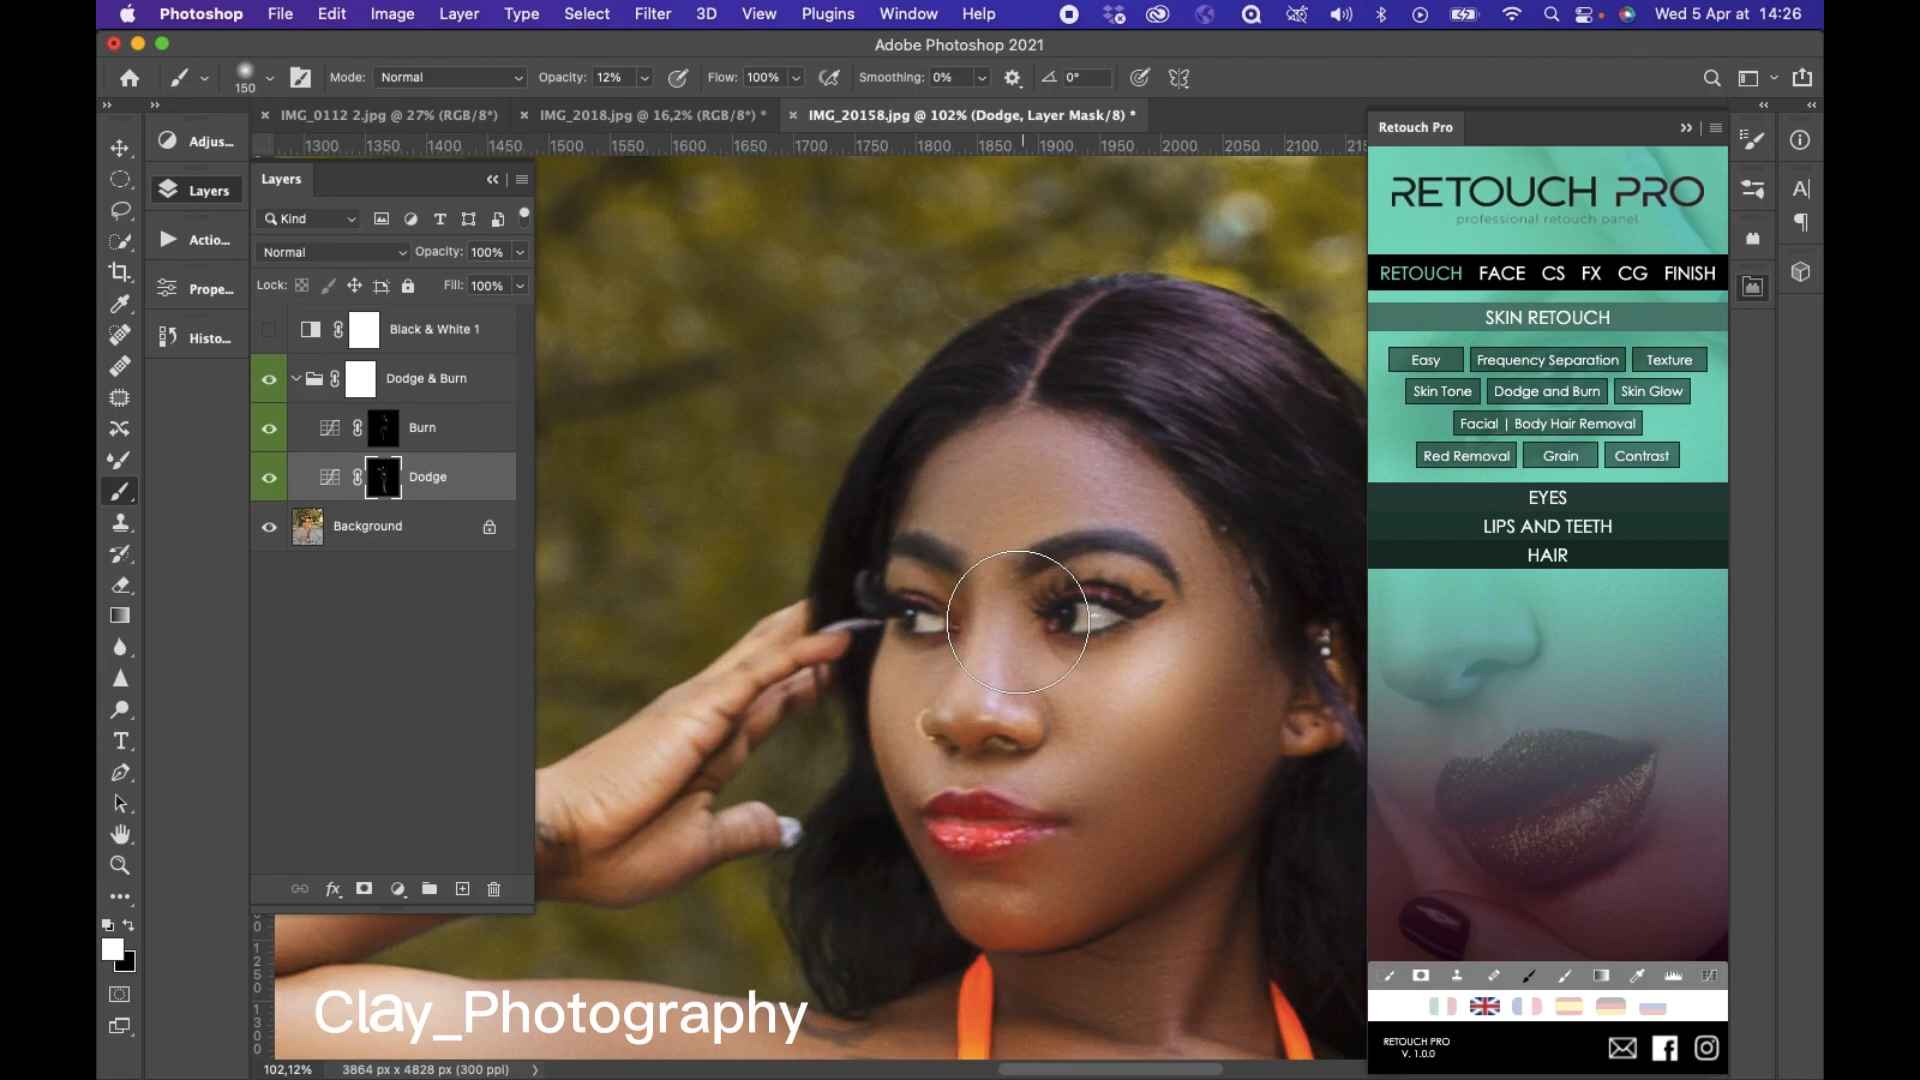 Photoshop File Edit Image Layer Type Select Filter 3D View Plugins Window Help Wed 5 Apr at 14:26
Adobe Photoshop 2021
150 Mode: Normal Opacity: 12% Flow: 100% Smoothing: 0% 0°
IMG_0112 2.jpg @ 27% (RGB/8*) IMG_2018.jpg @ 16,2% (RGB/8*) * IMG_20158.jpg @ 102% (Dodge, Layer Mask/8) *
1300 1350 1400 1450 1500 1550 1600 1650 1700 1750 1800 1850 1900 1950 2000 2050 2100
Adjus...
Layers
Actio...
Prope...
Histo...
Layers
Kind
Normal Opacity: 100%
Lock: Fill: 100%
Black & White 1
Dodge & Burn
Burn
Dodge
Background
fx
Retouch Pro
RETOUCH PRO
professional retouch panel
RETOUCH FACE CS FX CG FINISH
SKIN RETOUCH
Easy Frequency Separation Texture
Skin Tone Dodge and Burn Skin Glow
Facial | Body Hair Removal
Red Removal Grain Contrast
EYES
LIPS AND TEETH
HAIR
RETOUCH PRO
V. 1.0.0
Clay_Photography
102,12% 3864 px x 4828 px (300 ppi)